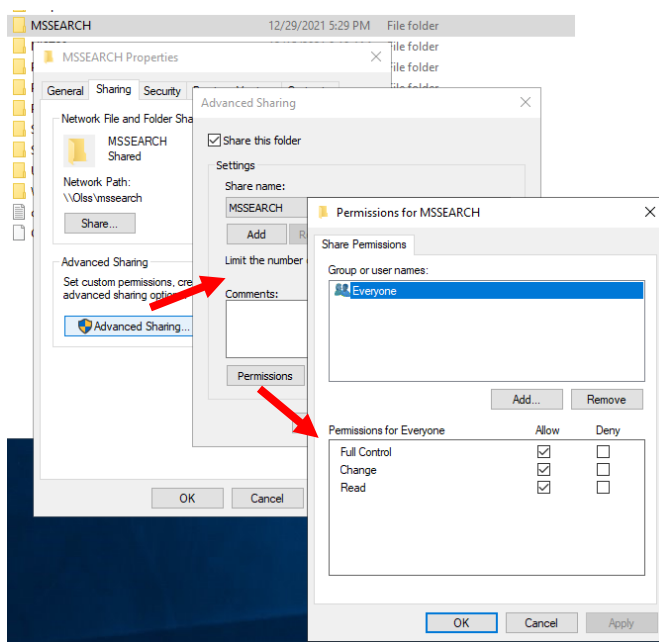 MSSEARCH 12/29/2021 5:29 PM File folder
File folder
MSSEARCH Properties
General Sharing Security
Network File and Folder Sha
MSSEARCH
Shared
Network Path:
\\Olss\mssearch
Share...
Advanced Sharing
Set custom permissions, cre
advanced sharing option
Advanced Sharing...
OK Cancel
Advanced Sharing
Share this folder
Settings
Share name:
MSSEARCH
Add R
Limit the number
Comments:
Permissions
Permissions for MSSEARCH
Share Permissions
Group or user names:
Everyone
Add... Remove
Permissions for Everyone Allow Deny
Full Control
Change
Read
OK Cancel Apply